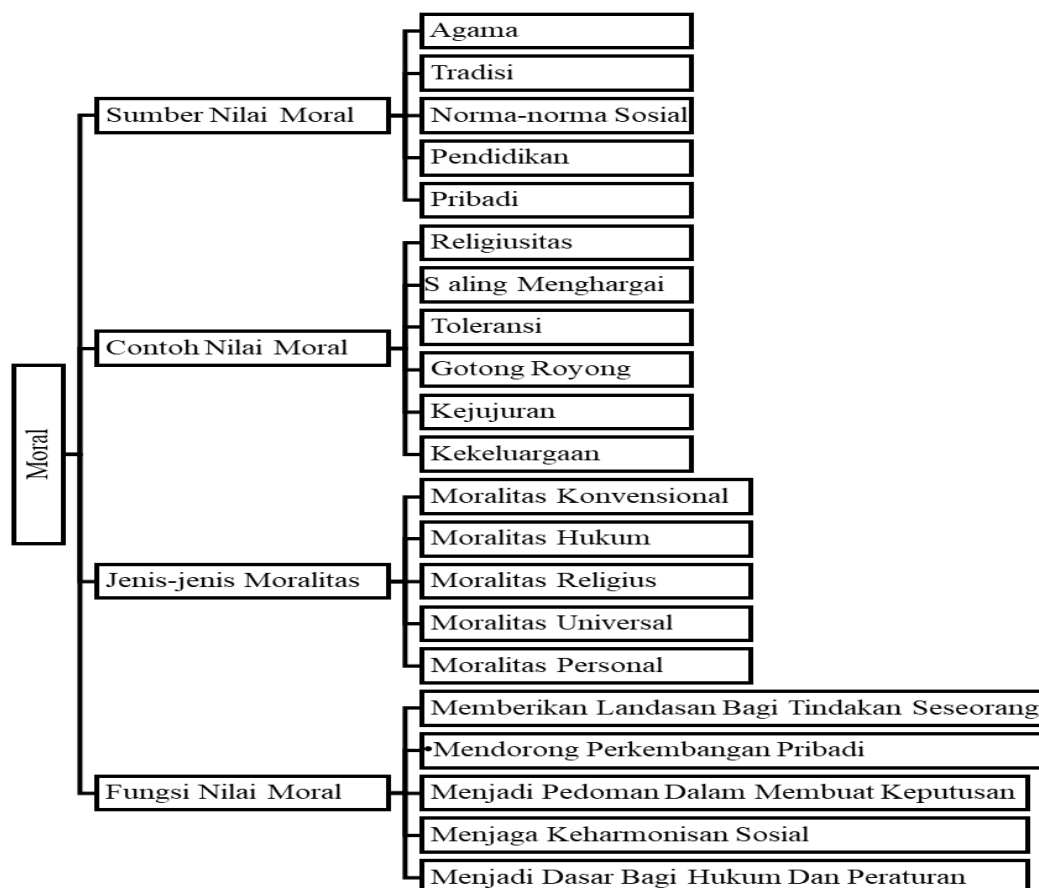 Moral
Sumber Nilai Moral
Agama
Tradisi
Norma-norma Sosial
Pendidikan
Pribadi
Contoh Nilai Moral
Religiusitas
S aling Menghargai
Toleransi
Gotong Royong
Kejujuran
Kekeluargaan
Jenis-jenis Moralitas
Moralitas Konvensional
Moralitas Hukum
Moralitas Religius
Moralitas Universal
Moralitas Personal
Fungsi Nilai Moral
Memberikan Landasan Bagi Tindakan Seseorang
•Mendorong Perkembangan Pribadi
Menjadi Pedoman Dalam Membuat Keputusan
Menjaga Keharmonisan Sosial
Menjadi Dasar Bagi Hukum Dan Peraturan